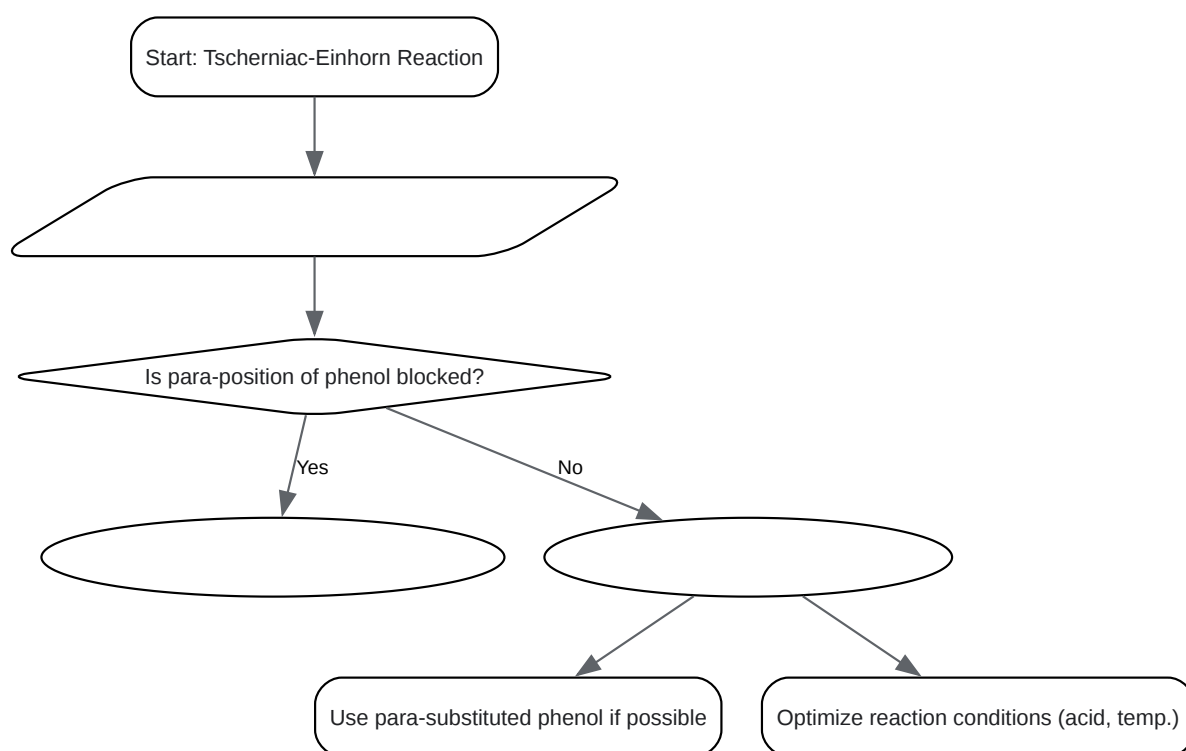 Start: Tscherniac-Einhorn Reaction
Is para-position of phenol blocked?
Yes
No
Use para-substituted phenol if possible
Optimize reaction conditions (acid, temp.)